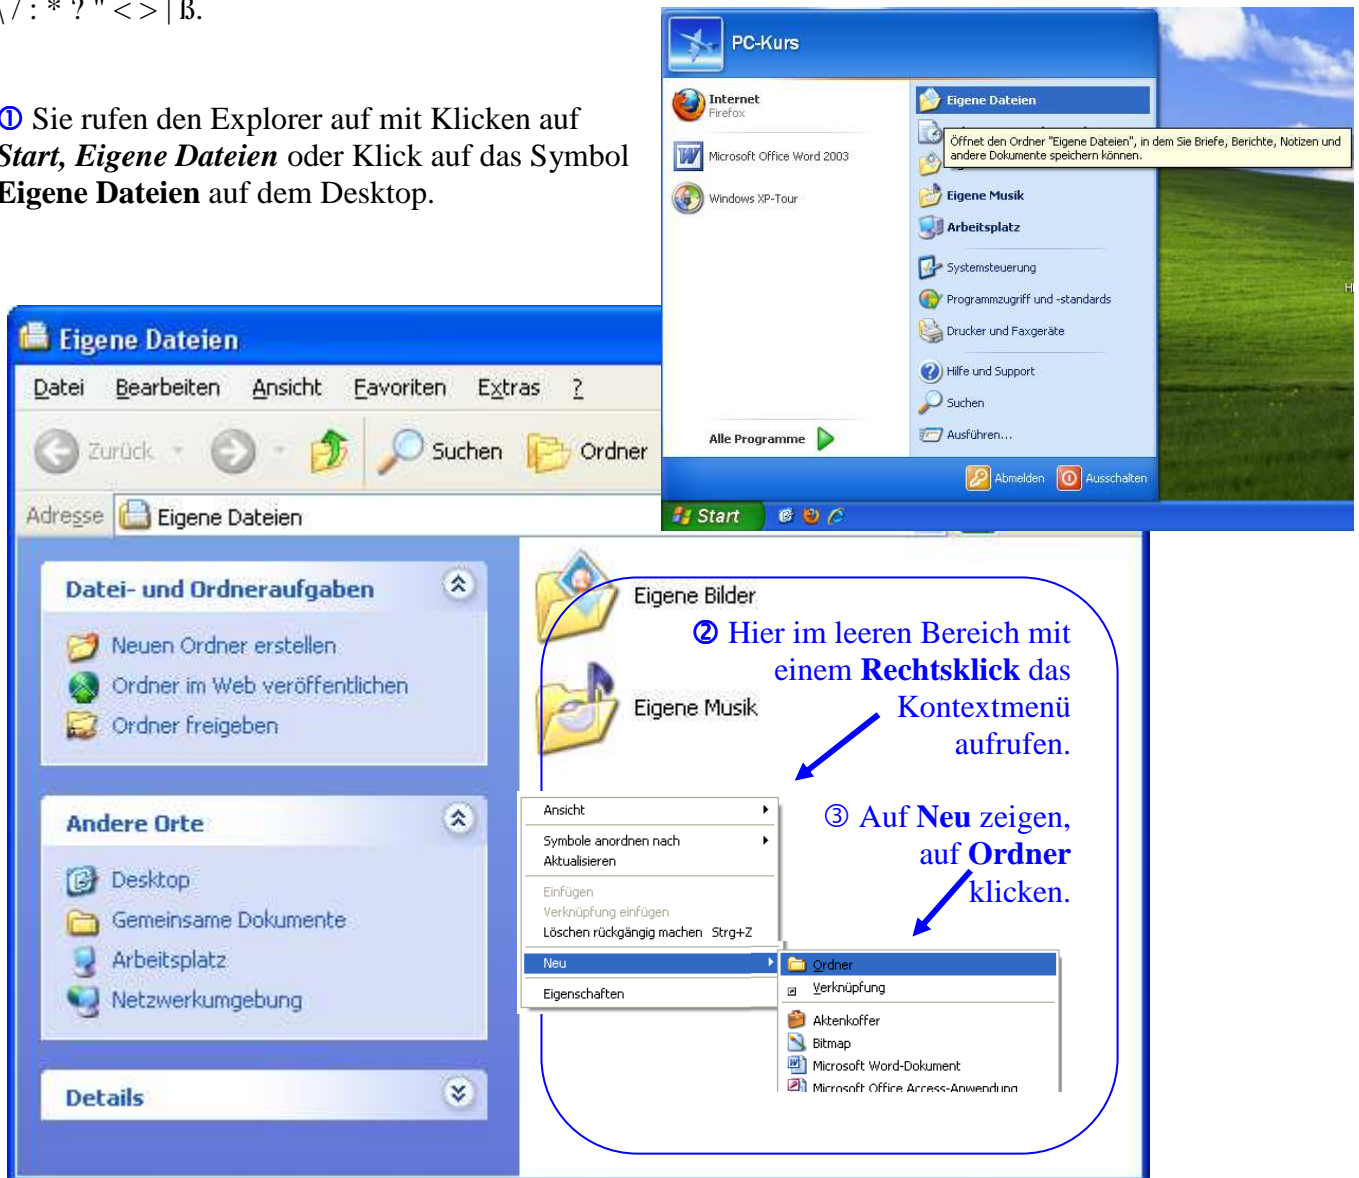 \ / : * ? " < > | ß.
① Sie rufen den Explorer auf mit Klicken auf
Start, Eigene Dateien oder Klick auf das Symbol
Eigene Dateien auf dem Desktop.
PC-Kurs
Internet
Firefox
Microsoft Office Word 2003
Windows XP-Tour
Alle Programme
Eigene Dateien
Öffnet den Ordner "Eigene Dateien", in dem Sie Briefe, Berichte, Notizen und
andere Dokumente speichern können.
Eigene Musik
Arbeitsplatz
Systemsteuerung
Programmzugriff und -standards
Drucker und Faxgeräte
Hilfe und Support
Suchen
Ausführen...
Abmelden Ausschalten
Start
Eigene Dateien
Datei Bearbeiten Ansicht Favoriten Extras ?
Zurück Suchen Ordner
Adresse Eigene Dateien
Datei- und Ordneraufgaben
Neuen Ordner erstellen
Ordner im Web veröffentlichen
Ordner freigeben
Andere Orte
Desktop
Gemeinsame Dokumente
Arbeitsplatz
Netzwerkumgebung
Details
Eigene Bilder
② Hier im leeren Bereich mit
einem Rechtsklick das
Kontextmenü
aufrufen.
Eigene Musik
③ Auf Neu zeigen,
auf Ordner
klicken.
Ansicht
Symbole anordnen nach
Aktualisieren
Einfügen
Verknüpfung einfügen
Löschen rückgängig machen Strg+Z
Neu
Eigenschaften
Ordner
Verknüpfung
Aktenkoffer
Bitmap
Microsoft Word-Dokument
Microsoft Office Access-Anwendung